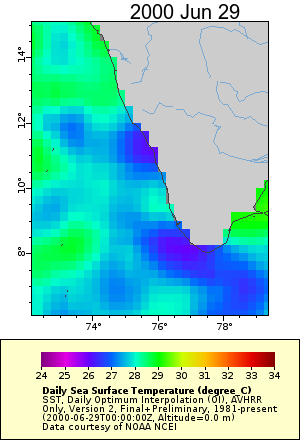 2000 Jun 29
14°
12°
10°
8°
74°
76°
78°
24 25 26 27 28 29 30 31 32 33 34
Daily Sea Surface Temperature (degree_C)
SST, Daily Optimum Interpolation (OI), AVHRR
Only, Version 2, Final+Preliminary, 1981-present
(2000-06-29T00:00:00Z, Altitude=0.0 m)
Data courtesy of NOAA NCEI